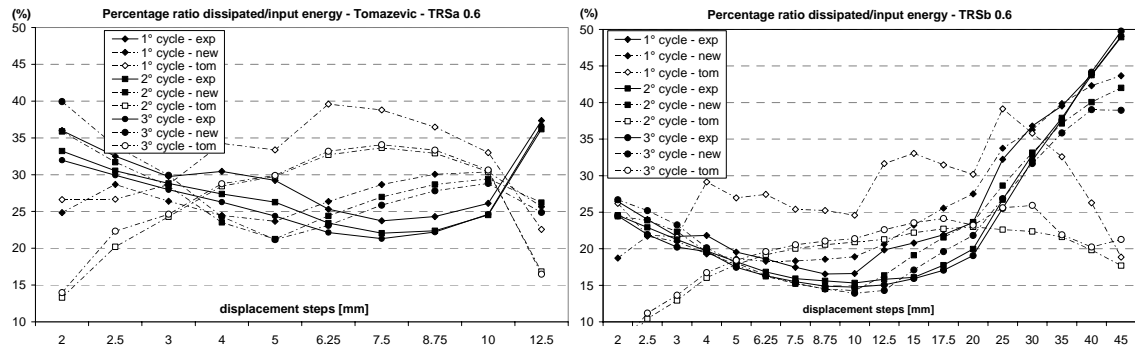 (%)
Percentage ratio dissipated/input energy - Tomazevic - TRSa 0.6
50
45
40
35
30
25
20
15
10
1° cycle - exp
1° cycle - new
1° cycle - tom
2° cycle - exp
2° cycle - new
2° cycle - tom
3° cycle - exp
3° cycle - new
3° cycle - tom
displacement steps [mm]
2 2.5 3 4 5 6.25 7.5 8.75 10 12.5
(%)
Percentage ratio dissipated/input energy - TRSb 0.6
50
45
40
35
30
25
20
15
10
1° cycle - exp
1° cycle - new
1° cycle - tom
2° cycle - exp
2° cycle - new
2° cycle - tom
3° cycle - exp
3° cycle - new
3° cycle - tom
displacement steps [mm]
2 2.5 3 4 5 6.25 7.5 8.75 10 12.5 15 17.5 20 25 30 35 40 45